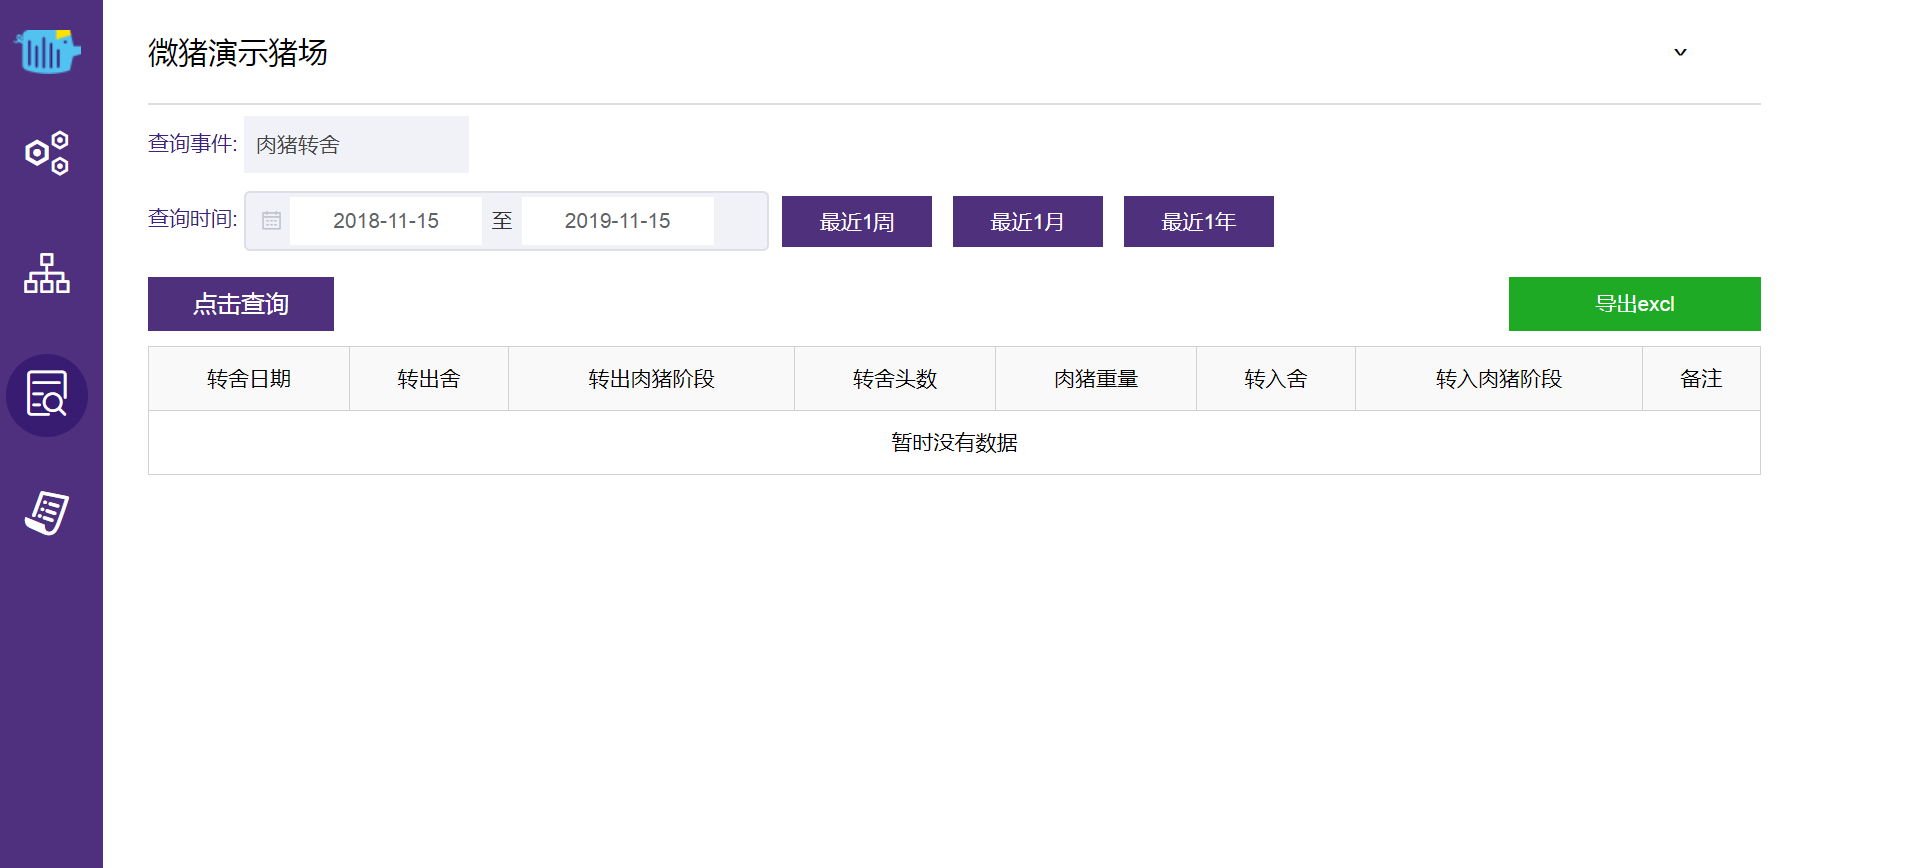 微猪演示猪场
查询事件: 肉猪转舍
查询时间: 2018-11-15 至 2019-11-15 最近1周 最近1月 最近1年
点击查询 导出excl
转舍日期 转出舍 转出肉猪阶段 转舍头数 肉猪重量 转入舍 转入肉猪阶段 备注
暂时没有数据